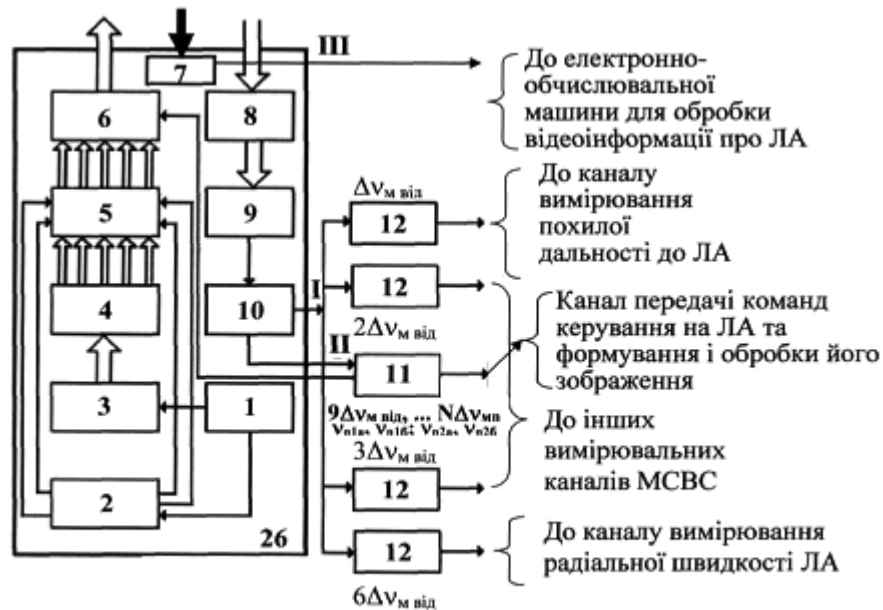 III
7
До електронно-
обчислювальної
машини для обробки
відеоінформації про ЛА
6
8
До каналу
вимірювання
похилої
дальності до ЛА
Δνм від
5
9
12
12
4
10
I
2Δνм від
Канал передачі команд
керування на ЛА та
формування і обробки його
зображення
II
11
3
1
9Δνм від, ... NΔνмп
νп1а, νп1б; νп2а, νп2б
До інших
вимірювальних
каналів МСВС
3Δνм від
12
2
26
12
До каналу вимірювання
радіальної швидкості ЛА
6Δνм від